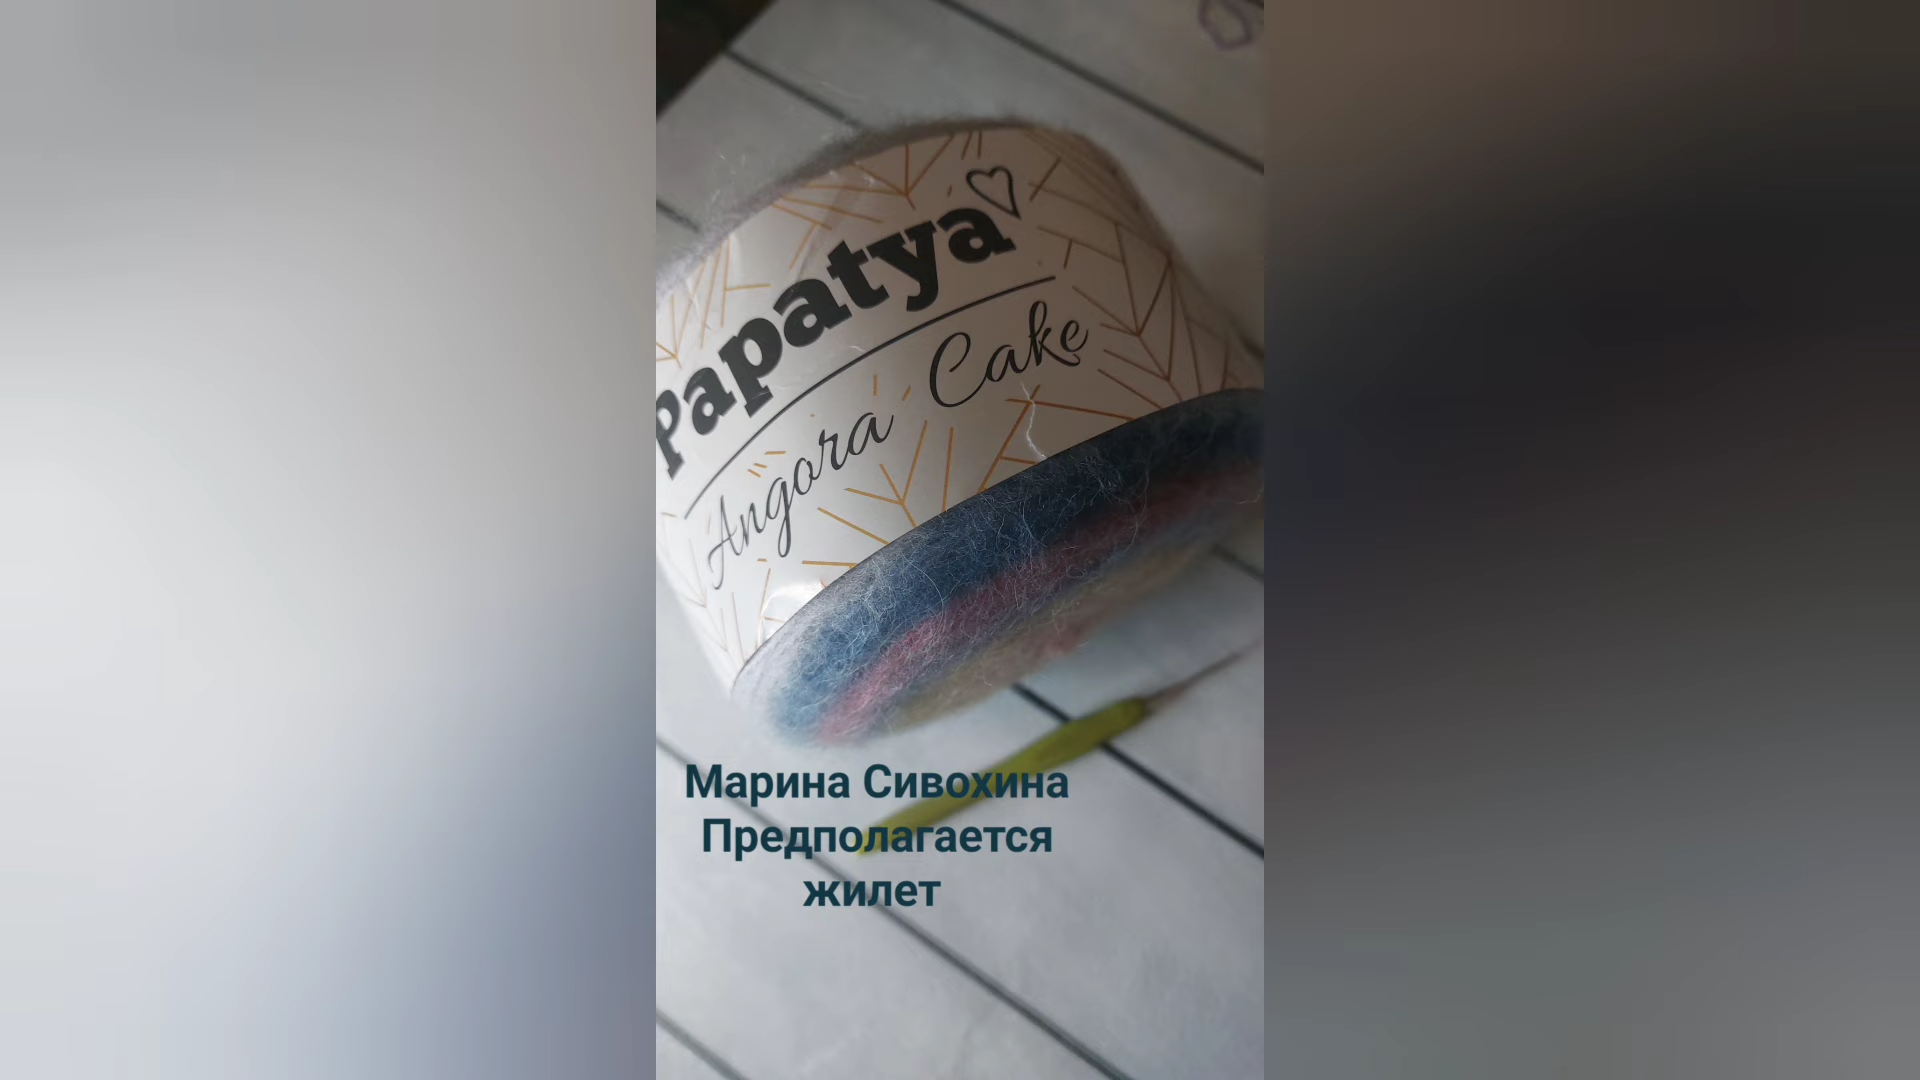 Papatya
Angora Cake
Марина Сивохина
Предполагается
жилет